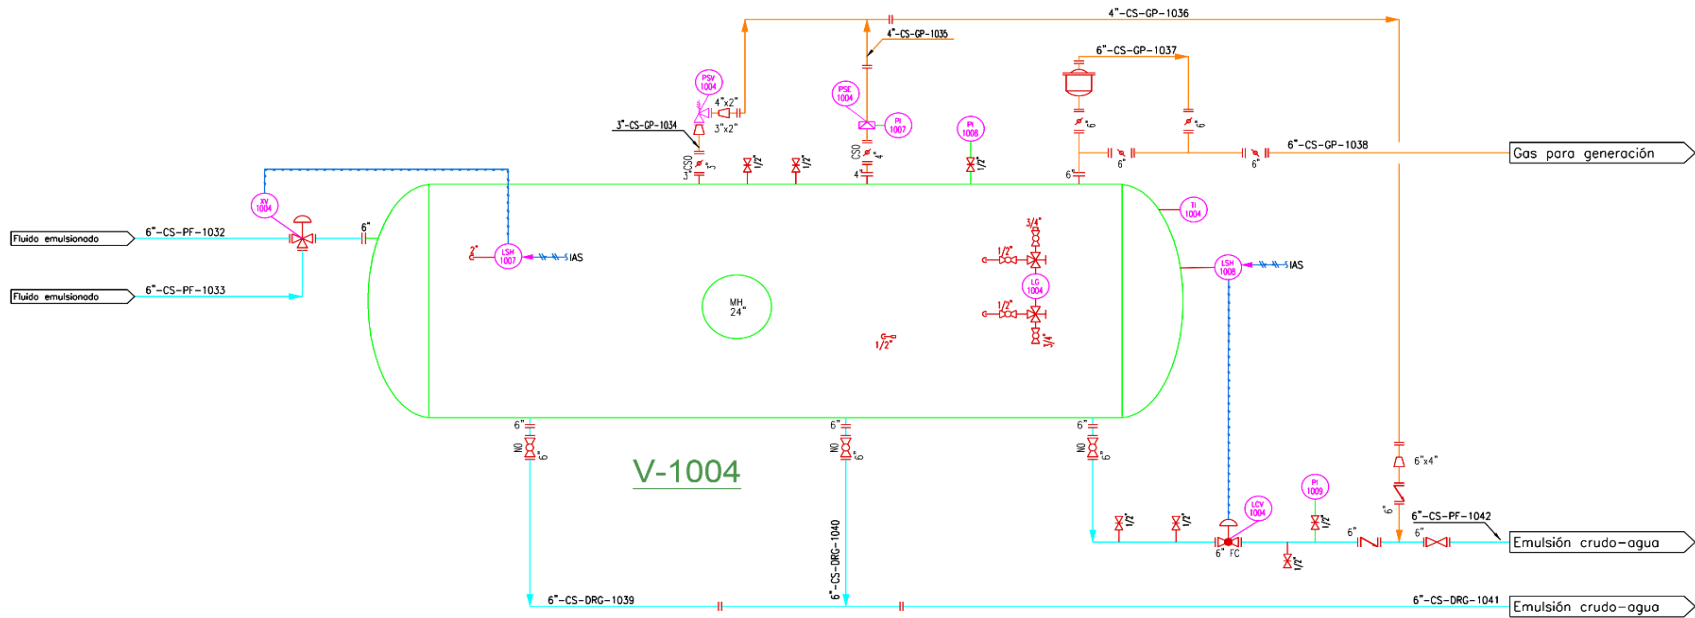 4"-CS-GP-1036
4"-CS-GP-1035
6"-CS-GP-1037
PSV
1004
PSE
1004
4"x2"
3"x2"
3"-CS-GP-1034
PI
1007
PI
1008
6"
6"
CSO
3"
3"
1/2"
1/2"
CSO
4"
4"
1/2"
6"
6"
6"
6"-CS-GP-1038
Gas para generación
XV
1004
TI
1004
6"-CS-PF-1032
6"
Fluido emulsionado
3/4"
2"
LSH
1007
IAS
1/2"
LSH
1008
IAS
6"-CS-PF-1033
Fluido emulsionado
LG
1004
MH
24"
1/2"
3/4"
1/2"
6"
NO
6"
6"
NO
6"
6"
NO
6"
V-1004
6"x4"
PI
1009
LCV
1004
6"
6"-CS-PF-1042
1/2"
1/2"
1/2"
6"
6"
6" FC
1/2"
Emulsión crudo-agua
6"-CS-DRG-1040
6"-CS-DRG-1039
6"-CS-DRG-1041
Emulsión crudo-agua